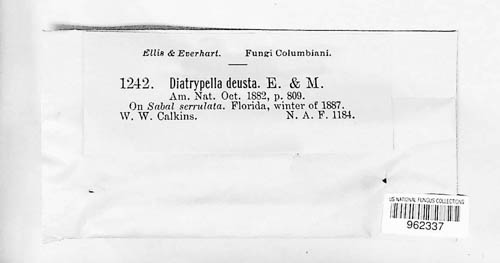 Ellis & Everhart. Fungi Columbiani.
1242. Diatrypella deusta. E. & M.
Am. Nat. Oct. 1882, p. 809.
On Sabal serrulata. Florida, winter of 1887.
W. W. Calkins. N. A. F. 1184.
US NATIONAL FUNGUS COLLECTIONS
962337